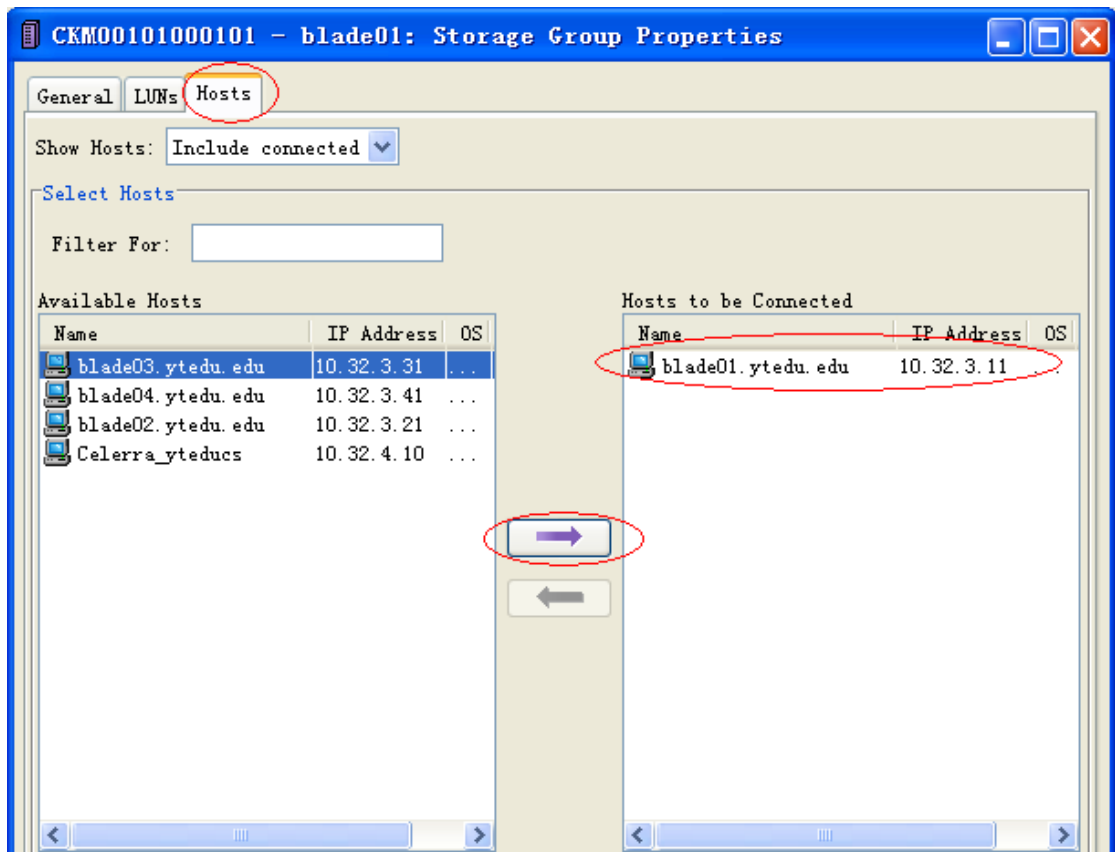 CKM00101000101 - blade01: Storage Group Properties
General LUNs Hosts
Show Hosts: Include connected
Select Hosts
Filter For:
Available Hosts
Name IP Address OS
blade03.ytedu.edu 10.32.3.31 ...
blade04.ytedu.edu 10.32.3.41 ...
blade02.ytedu.edu 10.32.3.21 ...
Celerra_yteducs 10.32.4.10 ...
Hosts to be Connected
Name IP Address OS
blade01.ytedu.edu 10.32.3.11 ...